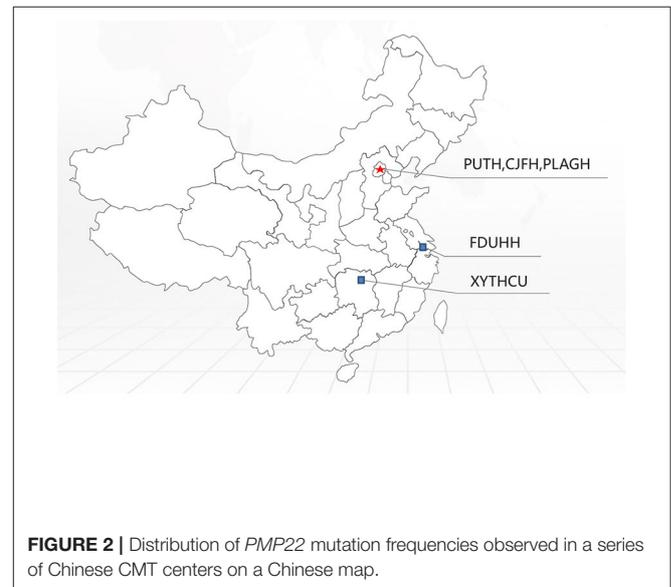 PUTH,CJFH,PLAGH
FDUHH
XYTHCU
FIGURE 2 | Distribution of PMP22 mutation frequencies observed in a series
of Chinese CMT centers on a Chinese map.